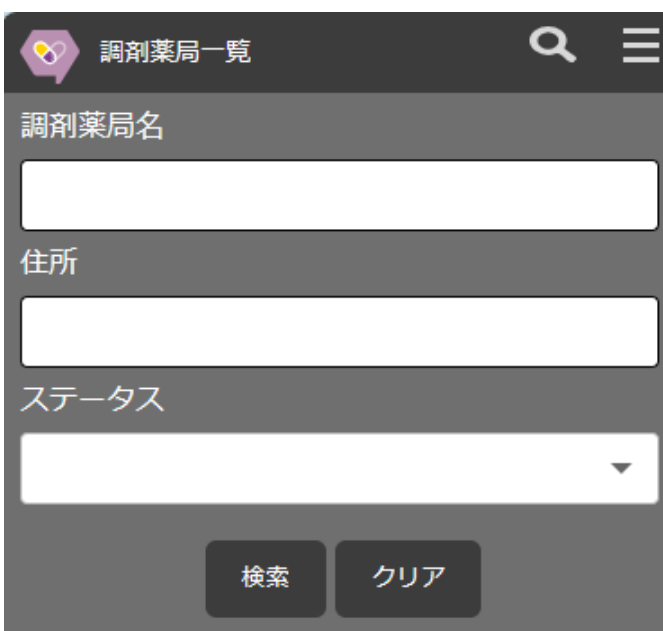 調剤薬局一覧
調剤薬局名
住所
ステータス
検索 クリア